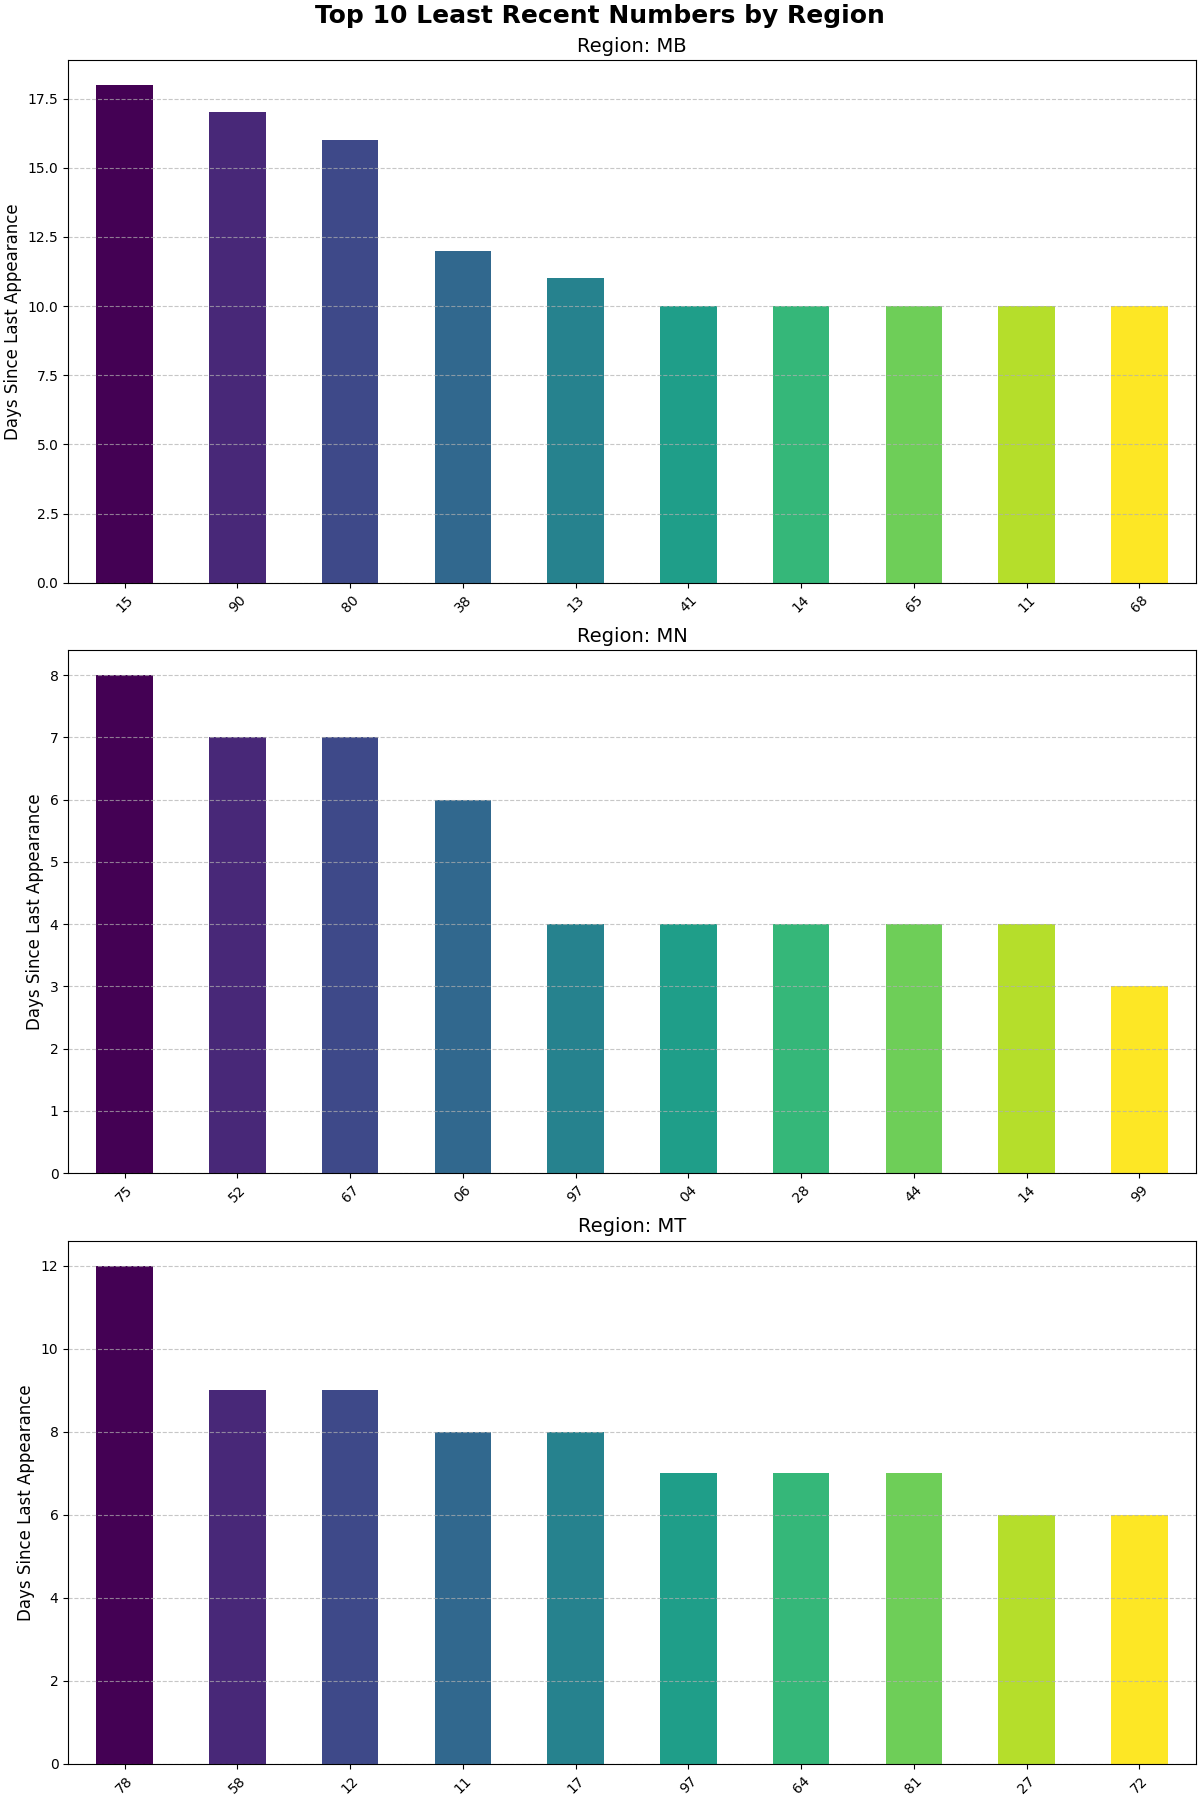 Top 10 Least Recent Numbers by Region
Region: MB
Days Since Last Appearance
17.5
15.0
12.5
10.0
7.5
5.0
2.5
0.0
15 90 80 38 13 41 14 65 11 68
Region: MN
Days Since Last Appearance
8
7
6
5
4
3
2
1
0
75 52 67 06 97 04 28 44 14 99
Region: MT
Days Since Last Appearance
12
10
8
6
4
2
0
78 58 12 11 17 97 64 81 27 72